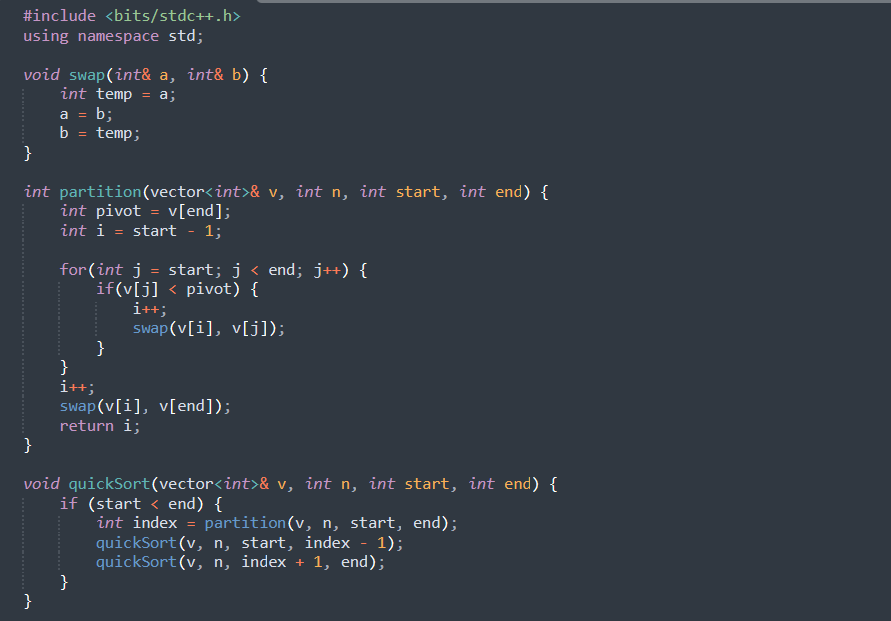 #include <bits/stdc++.h>
using namespace std;

void swap(int& a, int& b) {
    int temp = a;
    a = b;
    b = temp;
}

int partition(vector<int>& v, int n, int start, int end) {
    int pivot = v[end];
    int i = start - 1;

    for(int j = start; j < end; j++) {
        if(v[j] < pivot) {
            i++;
            swap(v[i], v[j]);
        }
    }
    i++;
    swap(v[i], v[end]);
    return i;
}

void quickSort(vector<int>& v, int n, int start, int end) {
    if (start < end) {
        int index = partition(v, n, start, end);
        quickSort(v, n, start, index - 1);
        quickSort(v, n, index + 1, end);
    }
}